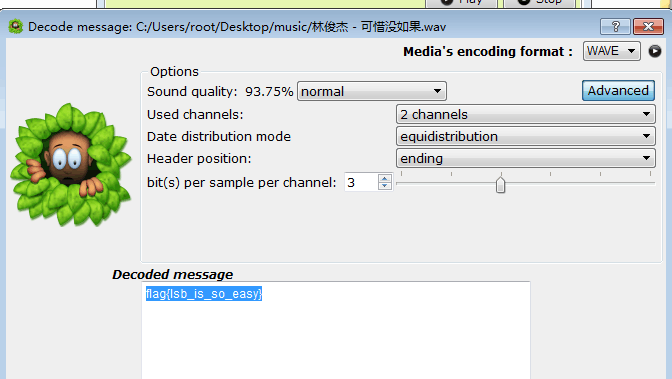 Play Stop
Decode message: C:/Users/root/Desktop/music/林俊杰 - 可惜没如果.wav
Media's encoding format : WAVE
Options
Sound quality: 93.75% normal Advanced
Used channels: 2 channels
Date distribution mode equidistribution
Header position: ending
bit(s) per sample per channel: 3
Decoded message
flag{lsb_is_so_easy}